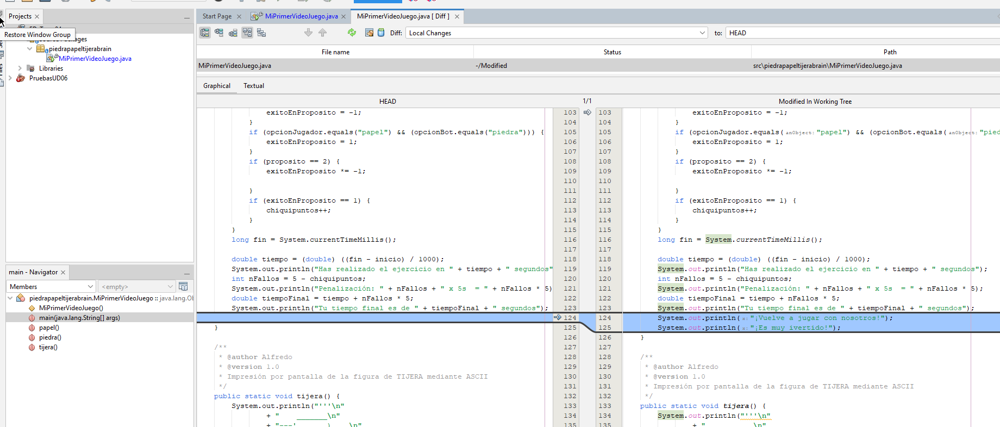 Projects
Restore Window Group
Packages
piedrapapeltijerabrain
MiPrimerVideoJuego.java
Libraries
PruebasUD06
main - Navigator
Members
<empty>
piedrapapeltijerabrain.MiPrimerVideoJuego :: java.lang.Ob
MiPrimerVideoJuego()
main(java.lang.String[] args)
papel()
piedra()
tijera()
Start Page
MiPrimerVideoJuego.java
MiPrimerVideoJuego.java [ Diff ]
Diff: Local Changes to: HEAD
File name Status Path
MiPrimerVideoJuego.java -/Modified src\piedrapapeltijerabrain\MiPrimerVideoJuego.java
Graphical Textual
HEAD 1/1 Modified In Working Tree
exitoEnProposito = -1; 103 103 exitoEnProposito = -1;
} 104 104 }
if (opcionJugador.equals("papel") && (opcionBot.equals("piedra"))) { 105 105 if (opcionJugador.equals( anObject: "papel") && (opcionBot.equals( anObject: "pied
exitoEnProposito = 1; 106 106 exitoEnProposito = 1;
} 107 107 }
if (proposito == 2) { 108 108 if (proposito == 2) {
exitoEnProposito *= -1; 109 109 exitoEnProposito *= -1;
110 110
} 111 111 }
if (exitoEnProposito == 1) { 112 112 if (exitoEnProposito == 1) {
chiquipuntos++; 113 113 chiquipuntos++;
} 114 114 }
} 115 115 }
long fin = System.currentTimeMillis(); 116 116 long fin = System.currentTimeMillis();
117 117
double tiempo = (double) ((fin - inicio) / 1000); 118 118 double tiempo = (double) ((fin - inicio) / 1000);
System.out.println("Has realizado el ejercicio en " + tiempo + " segundos" 119 119 System.out.println("Has realizado el ejercicio en " + tiempo + " segundos");
int nFallos = 5 - chiquipuntos; 120 120 int nFallos = 5 - chiquipuntos;
System.out.println("Penalización: " + nFallos + " x 5s  = " + nFallos * 5) 121 121 System.out.println("Penalización: " + nFallos + " x 5s  = " + nFallos * 5);
double tiempoFinal = tiempo + nFallos * 5; 122 122 double tiempoFinal = tiempo + nFallos * 5;
System.out.println("Tu tiempo final es de " + tiempoFinal + " segundos"); 123 123 System.out.println("Tu tiempo final es de " + tiempoFinal + " segundos");
124 124 System.out.println( x: "¡Vuelve a jugar con nosotros!");
125 125 System.out.println( x: "¡Es muy ivertido!");
} 126 126 }
/** 127 127
* @author Alfredo 128 128 /**
* @version 1.0 129 129 * @author Alfredo
* Impresión por pantalla de la figura de TIJERA mediante ASCII 130 130 * @version 1.0
*/ 131 131 * Impresión por pantalla de la figura de TIJERA mediante ASCII
public static void tijera() { 132 132 */
System.out.println("'''\n" 133 133 public static void tijera() {
+ "    _______\n" 134 134 System.out.println("'''\n"
+ "---'       )    \n" 135 135 + "           \n"